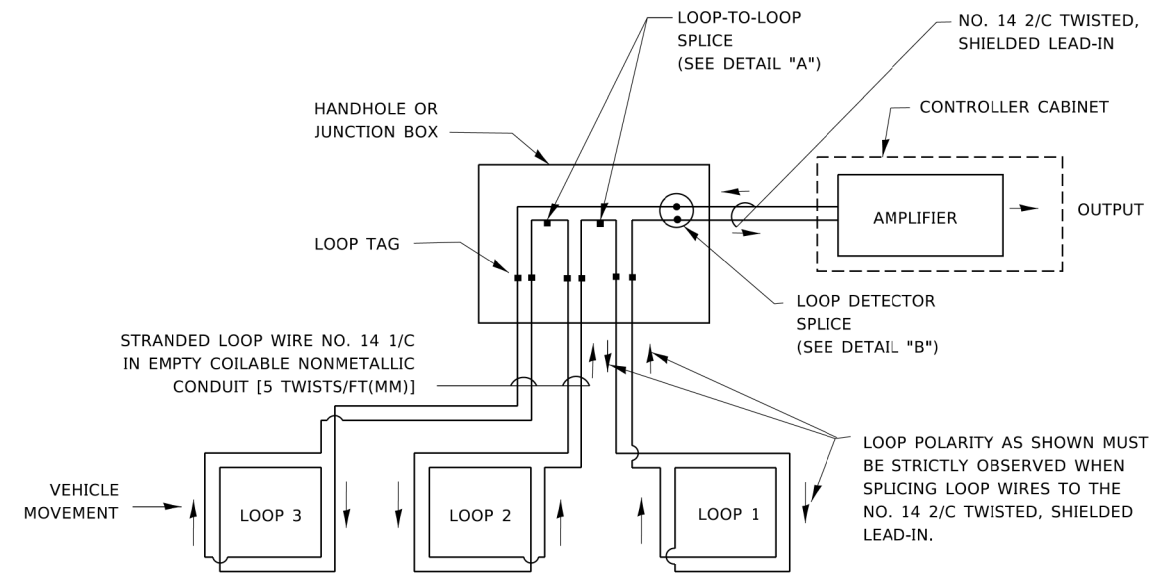 LOOP-TO-LOOP
SPLICE
(SEE DETAIL "A")
NO. 14 2/C TWISTED,
SHIELDED LEAD-IN
HANDHOLE OR
JUNCTION BOX
CONTROLLER CABINET
AMPLIFIER
OUTPUT
LOOP TAG
LOOP DETECTOR
SPLICE
(SEE DETAIL "B")
STRANDED LOOP WIRE NO. 14 1/C
IN EMPTY COILABLE NONMETALLIC
CONDUIT [5 TWISTS/FT(MM)]
LOOP POLARITY AS SHOWN MUST
BE STRICTLY OBSERVED WHEN
SPLICING LOOP WIRES TO THE
NO. 14 2/C TWISTED, SHIELDED
LEAD-IN.
VEHICLE
MOVEMENT
LOOP 3
LOOP 2
LOOP 1